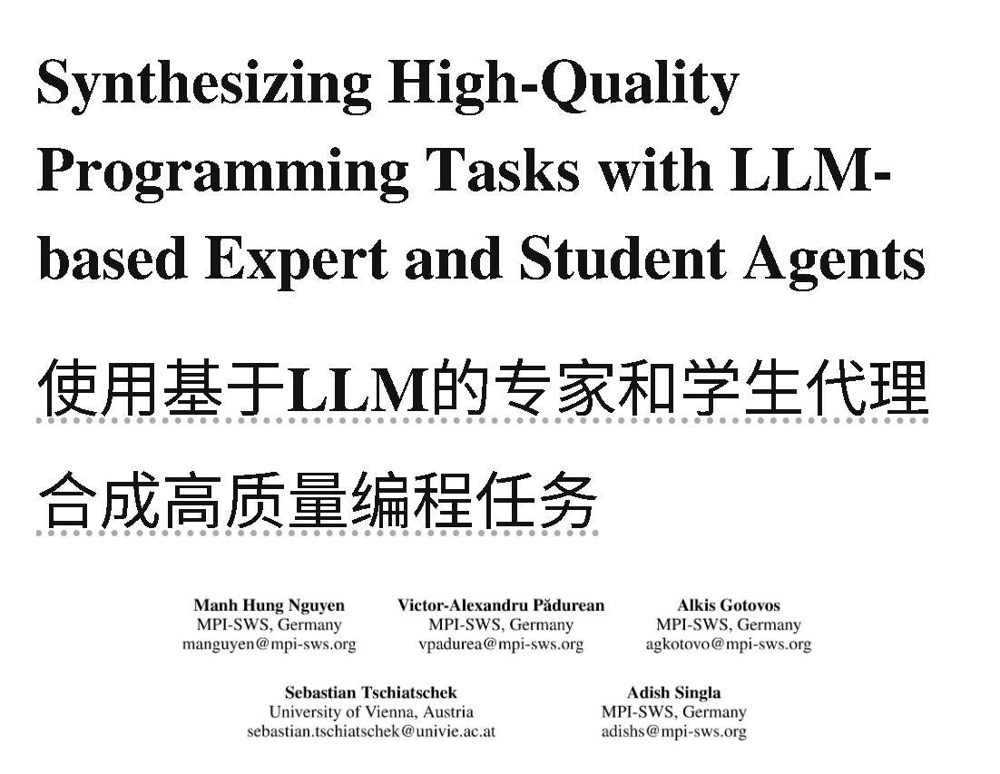 Synthesizing High-Quality
Programming Tasks with LLM-
based Expert and Student Agents
使用基于LLM的专家和学生代理
合成高质量编程任务
Manh Hung Nguyen
MPI-SWS, Germany
manguyen@mpi-sws.org
Victor-Alexandru Pădurean
MPI-SWS, Germany
vpadurea@mpi-sws.org
Alkis Gotovos
MPI-SWS, Germany
agkotovo@mpi-sws.org
Sebastian Tschiatschek
University of Vienna, Austria
sebastian.tschiatschek@univie.ac.at
Adish Singla
MPI-SWS, Germany
adishs@mpi-sws.org